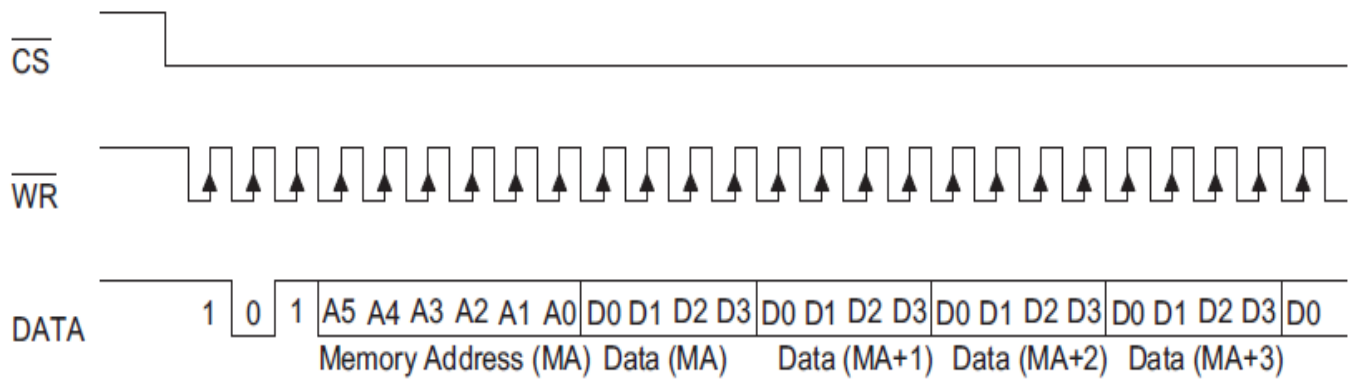 CS
WR
DATA 1 0 1 A5 A4 A3 A2 A1 A0 D0 D1 D2 D3 D0 D1 D2 D3 D0 D1 D2 D3 D0 D1 D2 D3 D0
Memory Address (MA) Data (MA) Data (MA+1) Data (MA+2) Data (MA+3)